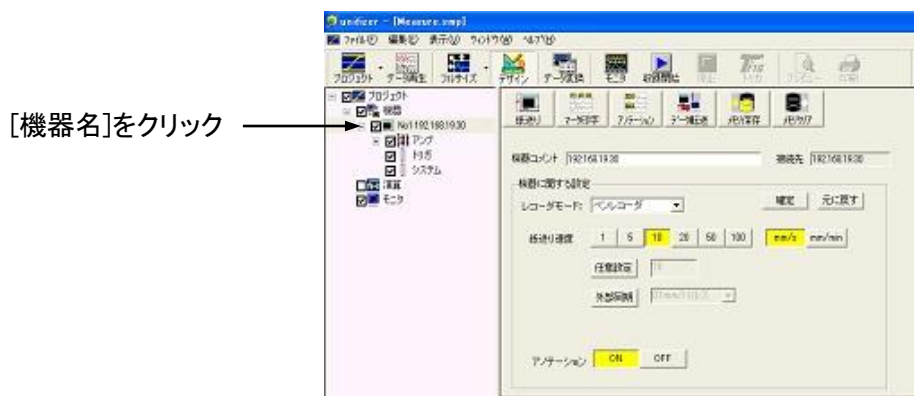 unifizer - [Measure.smp]
ファイル(F) 編集(E) 表示(V) ウィンドウ(W) ヘルプ(H)
プロジェクト データ再生 フルサイズ デザイン データ変換 モニタ 収録開始 停止 トリガ プレビュー 印刷
プロジェクト
機器
[機器名]をクリック
No1:192.168.19.30
アンプ
トリガ
システム
演算
モニタ
紙送り マーク印字 アノテーション データ転送 メモリ保存 メモリクリア
機器コメント 192.168.19.30 接続先 192.168.19.30
機器に関する設定
レコーダモード: ペンレコーダ 確定 元に戻す
紙送り速度 1 5 10 20 50 100 mm/s mm/min
任意設定 10
外部同期
アノテーション ON OFF